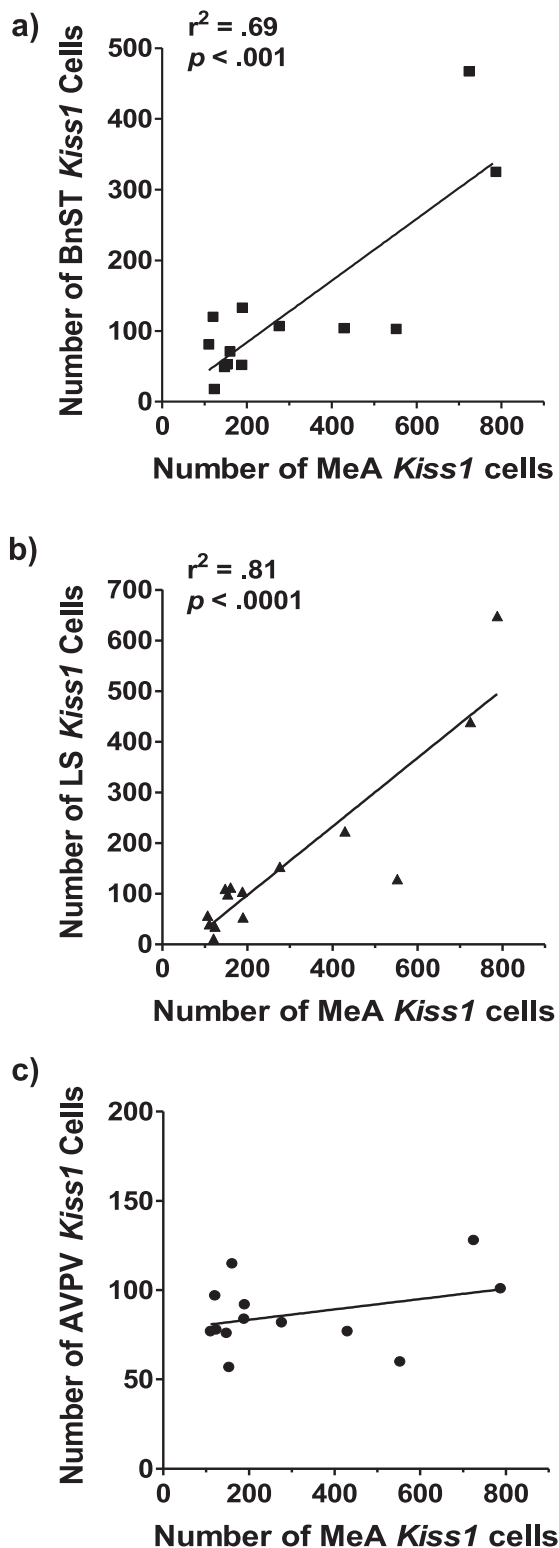 a)
r² = .69
p < .001
Number of BnST Kiss1 Cells
500
400
300
200
100
0
0 200 400 600 800
Number of MeA Kiss1 cells
b)
r² = .81
p < .0001
Number of LS Kiss1 Cells
700
600
500
400
300
200
100
0
0 200 400 600 800
Number of MeA Kiss1 cells
c)
Number of AVPV Kiss1 Cells
200
150
100
50
0
0 200 400 600 800
Number of MeA Kiss1 cells